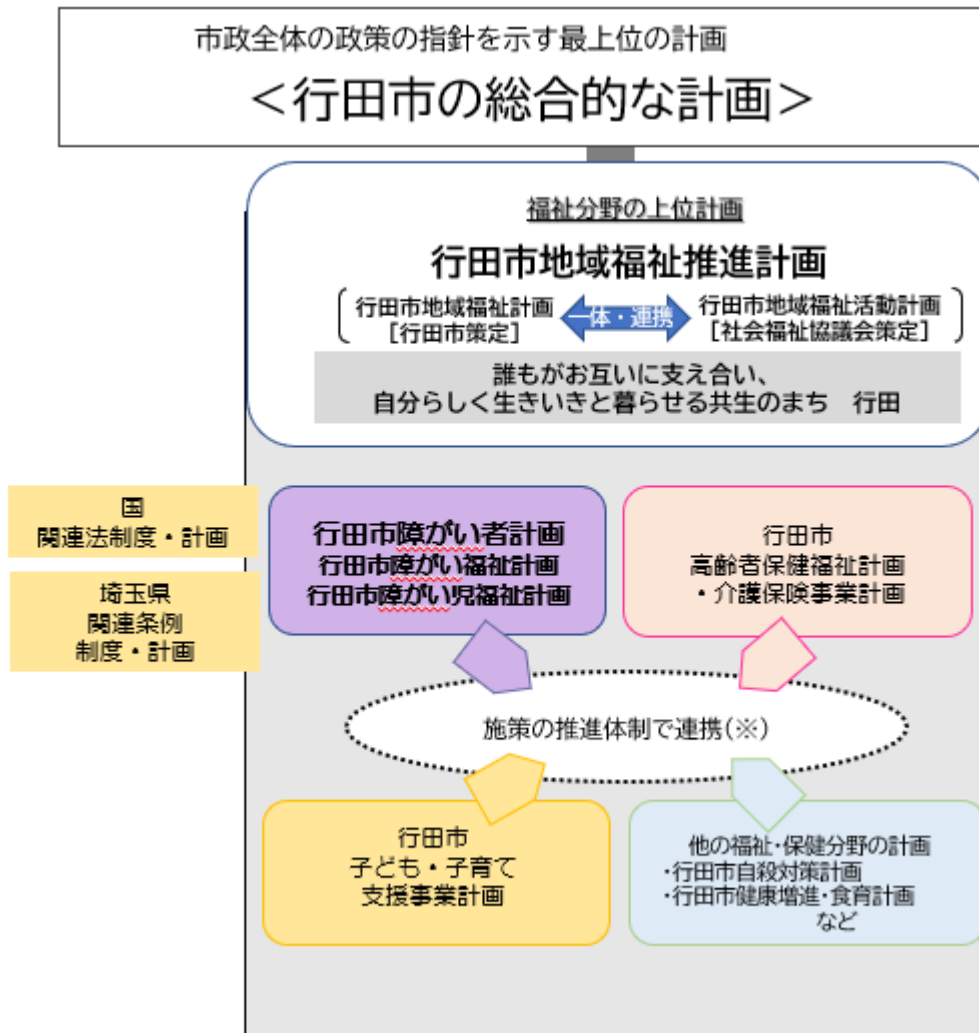 市政全体の政策の指針を示す最上位の計画
＜行田市の総合的な計画＞
福祉分野の上位計画
行田市地域福祉推進計画
行田市地域福祉計画
[行田市策定]
一体・連携
行田市地域福祉活動計画
[社会福祉協議会策定]
誰もがお互いに支え合い、
自分らしく生きいきと暮らせる共生のまち　行田
国
関連法制度・計画
埼玉県
関連条例
制度・計画
行田市障がい者計画
行田市障がい福祉計画
行田市障がい児福祉計画
行田市
高齢者保健福祉計画
・介護保険事業計画
施策の推進体制で連携(※)
行田市
子ども・子育て
支援事業計画
他の福祉・保健分野の計画
・行田市自殺対策計画
・行田市健康増進・食育計画
など